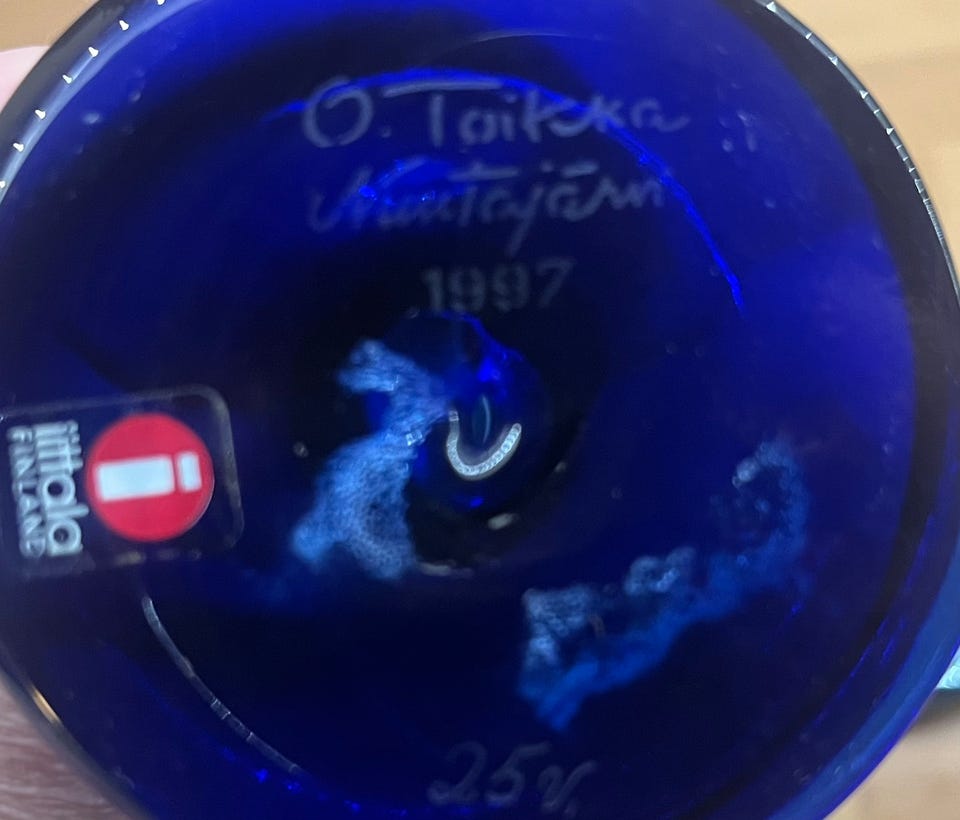 O. Toikka
Nuutajärvi
1997
i
iittala
FINLAND
25v.